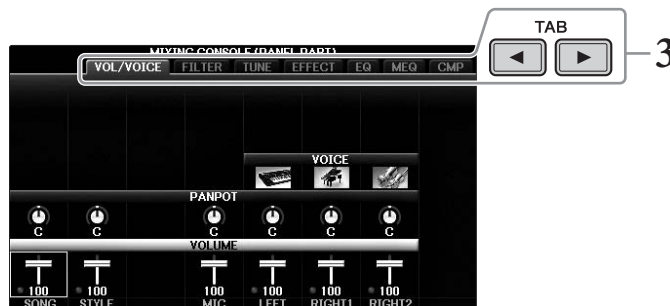 TAB
◄ ► 3
MIXING CONSOLE (PANEL PART)
VOL/VOICE FILTER TUNE EFFECT EQ MEQ CMP
VOICE
PANPOT
C C C C C C
VOLUME
100 100 100 100 100 100
SONG STYLE MIC LEFT RIGHT1 RIGHT2